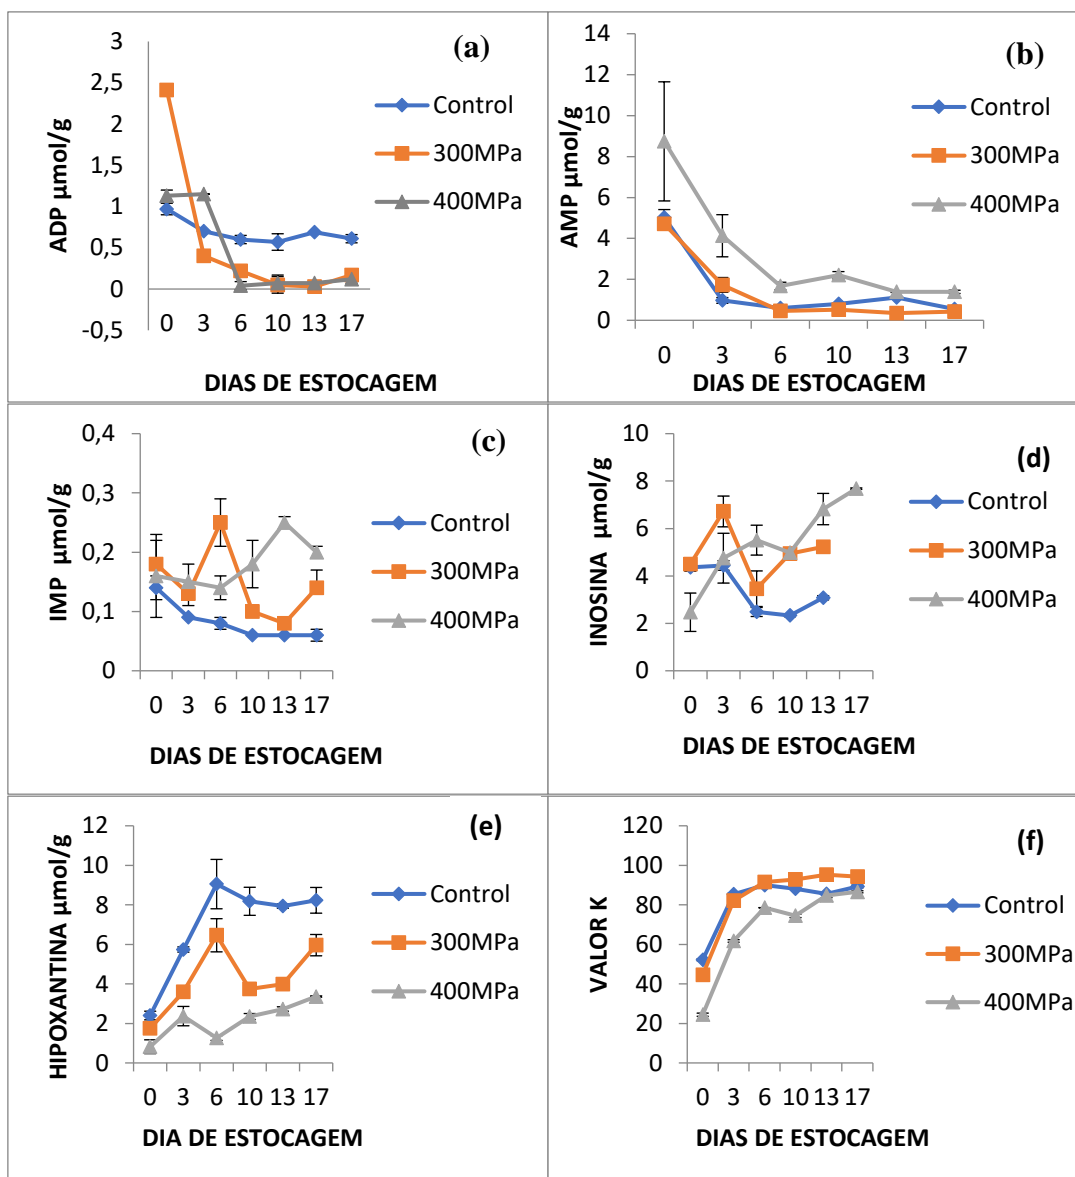 (a)
3
2,5
2
1,5
1
0,5
0
-0,5
ADP µmol/g
0 3 6 10 13 17
DIAS DE ESTOCAGEM
Control
300MPa
400MPa
(b)
14
12
10
8
6
4
2
0
AMP µmol/g
0 3 6 10 13 17
DIAS DE ESTOCAGEM
Control
300MPa
400MPa
(c)
0,4
0,3
0,2
0,1
0
IMP µmol/g
0 3 6 10 13 17
DIAS DE ESTOCAGEM
Control
300MPa
400MPa
(d)
10
8
6
4
2
0
INOSINA µmol/g
0 3 6 10 13 17
DIAS DE ESTOCAGEM
Control
300MPa
400MPa
(e)
12
10
8
6
4
2
0
HIPOXANTINA µmol/g
0 3 6 10 13 17
DIA DE ESTOCAGEM
Control
300MPa
400MPa
(f)
120
100
80
60
40
20
0
VALOR K
0 3 6 10 13 17
DIAS DE ESTOCAGEM
Control
300MPa
400MPa